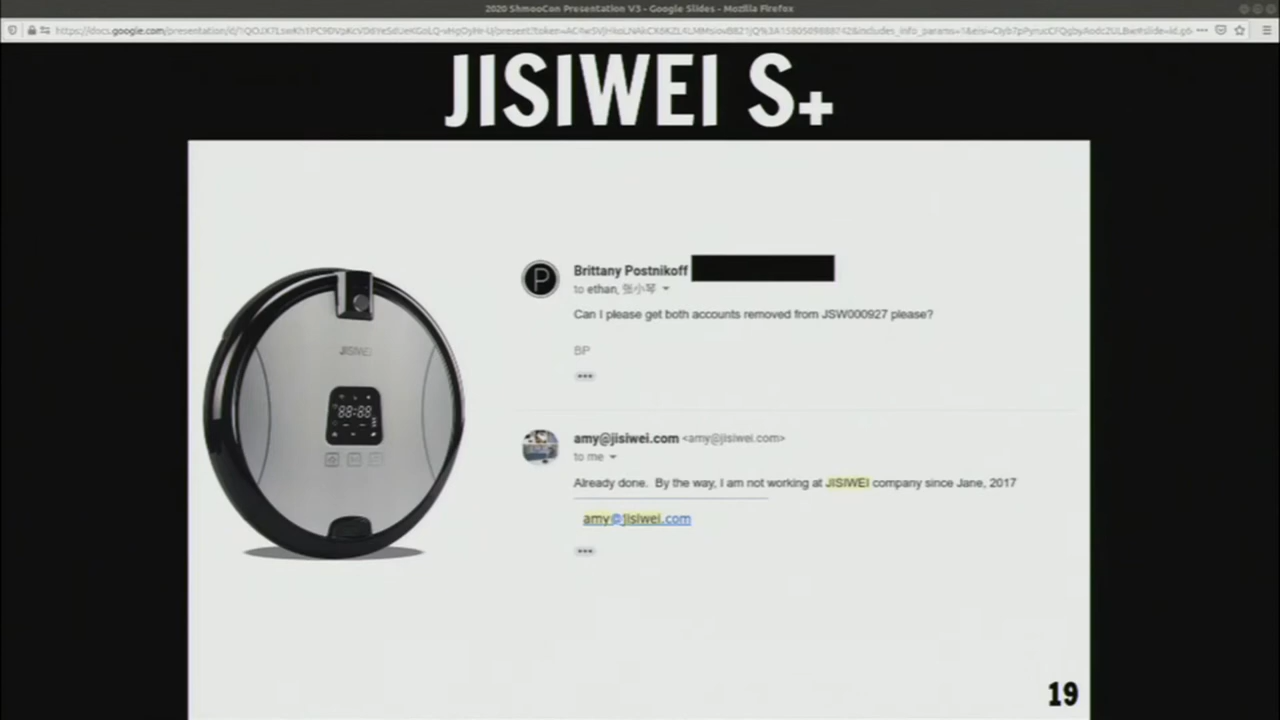 2020 ShmooCon Presentation V3 - Google Slides - Mozilla Firefox
JISIWEI S+
JISIWEI
88:88
P
Brittany Postnikoff
to ethan, 张小琴
Can I please get both accounts removed from JSW000927 please?
BP
amy@jisiwei.com <amy@jisiwei.com>
to me
Already done. By the way, I am not working at JISIWEI company since Jane, 2017
amy@jisiwei.com
19